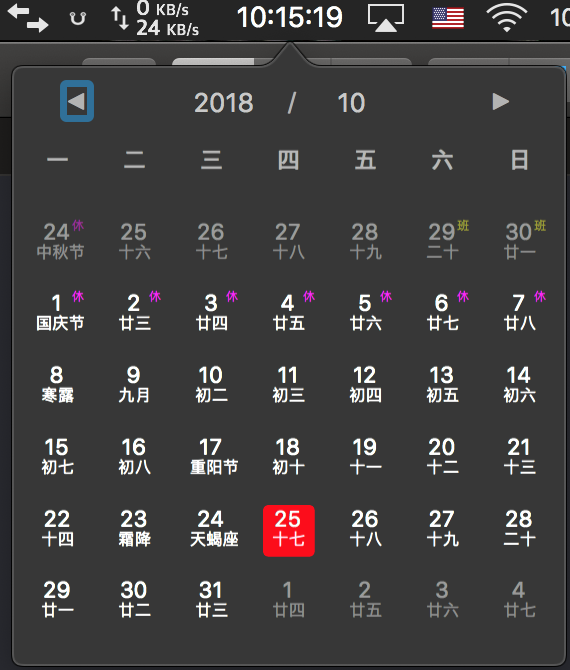 0 KB/s
10:15:19
10
24 KB/s
◀ 2018 / 10 ▶
一 二 三 四 五 六 日
24 休 25 26 27 28 29 班 30 班
中秋节 十六 十七 十八 十九 二十 廿一
1 休 2 休 3 休 4 休 5 休 6 休 7 休
国庆节 廿三 廿四 廿五 廿六 廿七 廿八
8 9 10 11 12 13 14
寒露 九月 初二 初三 初四 初五 初六
15 16 17 18 19 20 21
初七 初八 重阳节 初十 十一 十二 十三
22 23 24 25 26 27 28
十四 霜降 天蝎座 十七 十八 十九 二十
29 30 31 1 2 3 4
廿一 廿二 廿三 廿四 廿五 廿六 廿七